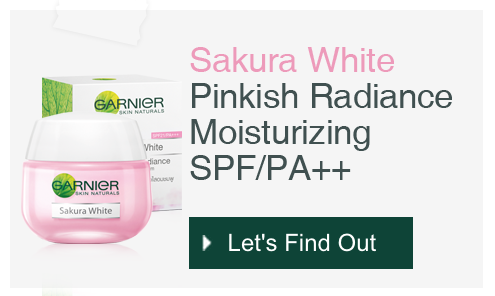 Sakura White
Pinkish Radiance
Moisturizing
SPF/PA++
Let's Find Out
GARNIER
SKIN NATURALS
White
diance
GARNIER
SKIN NATURALS
Sakura White